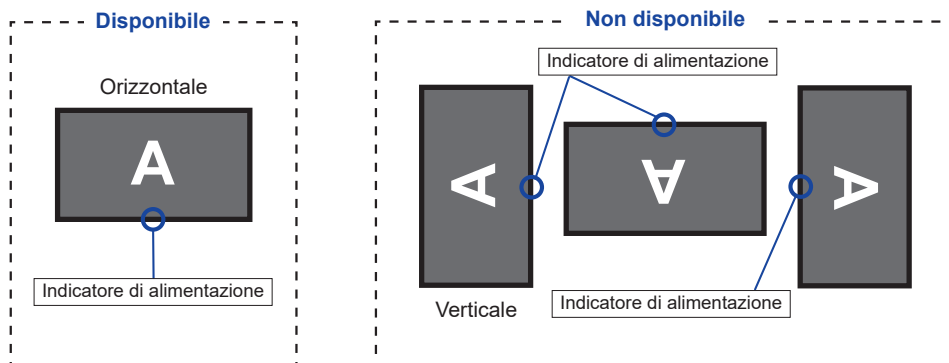 Disponibile
Orizzontale
A
Indicatore di alimentazione
Non disponibile
Indicatore di alimentazione
A
A
A
Verticale
Indicatore di alimentazione